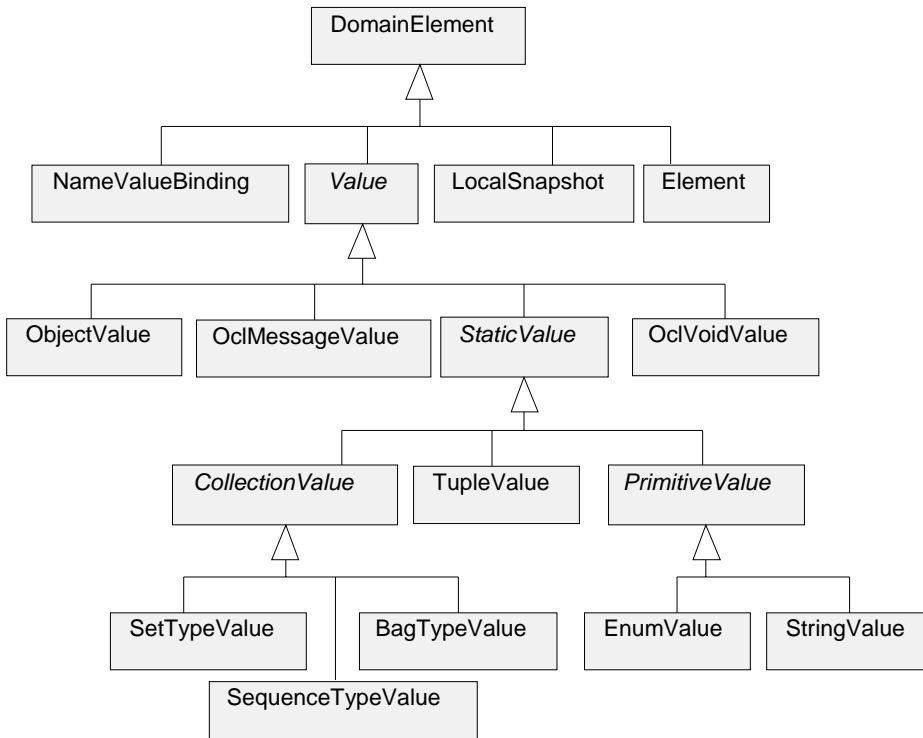 DomainElement
NameValueBinding
Value
LocalSnapshot
Element
ObjectValue
OclMessageValue
StaticValue
OclVoidValue
CollectionValue
TupleValue
PrimitiveValue
SetTypeValue
BagTypeValue
EnumValue
StringValue
SequenceTypeValue